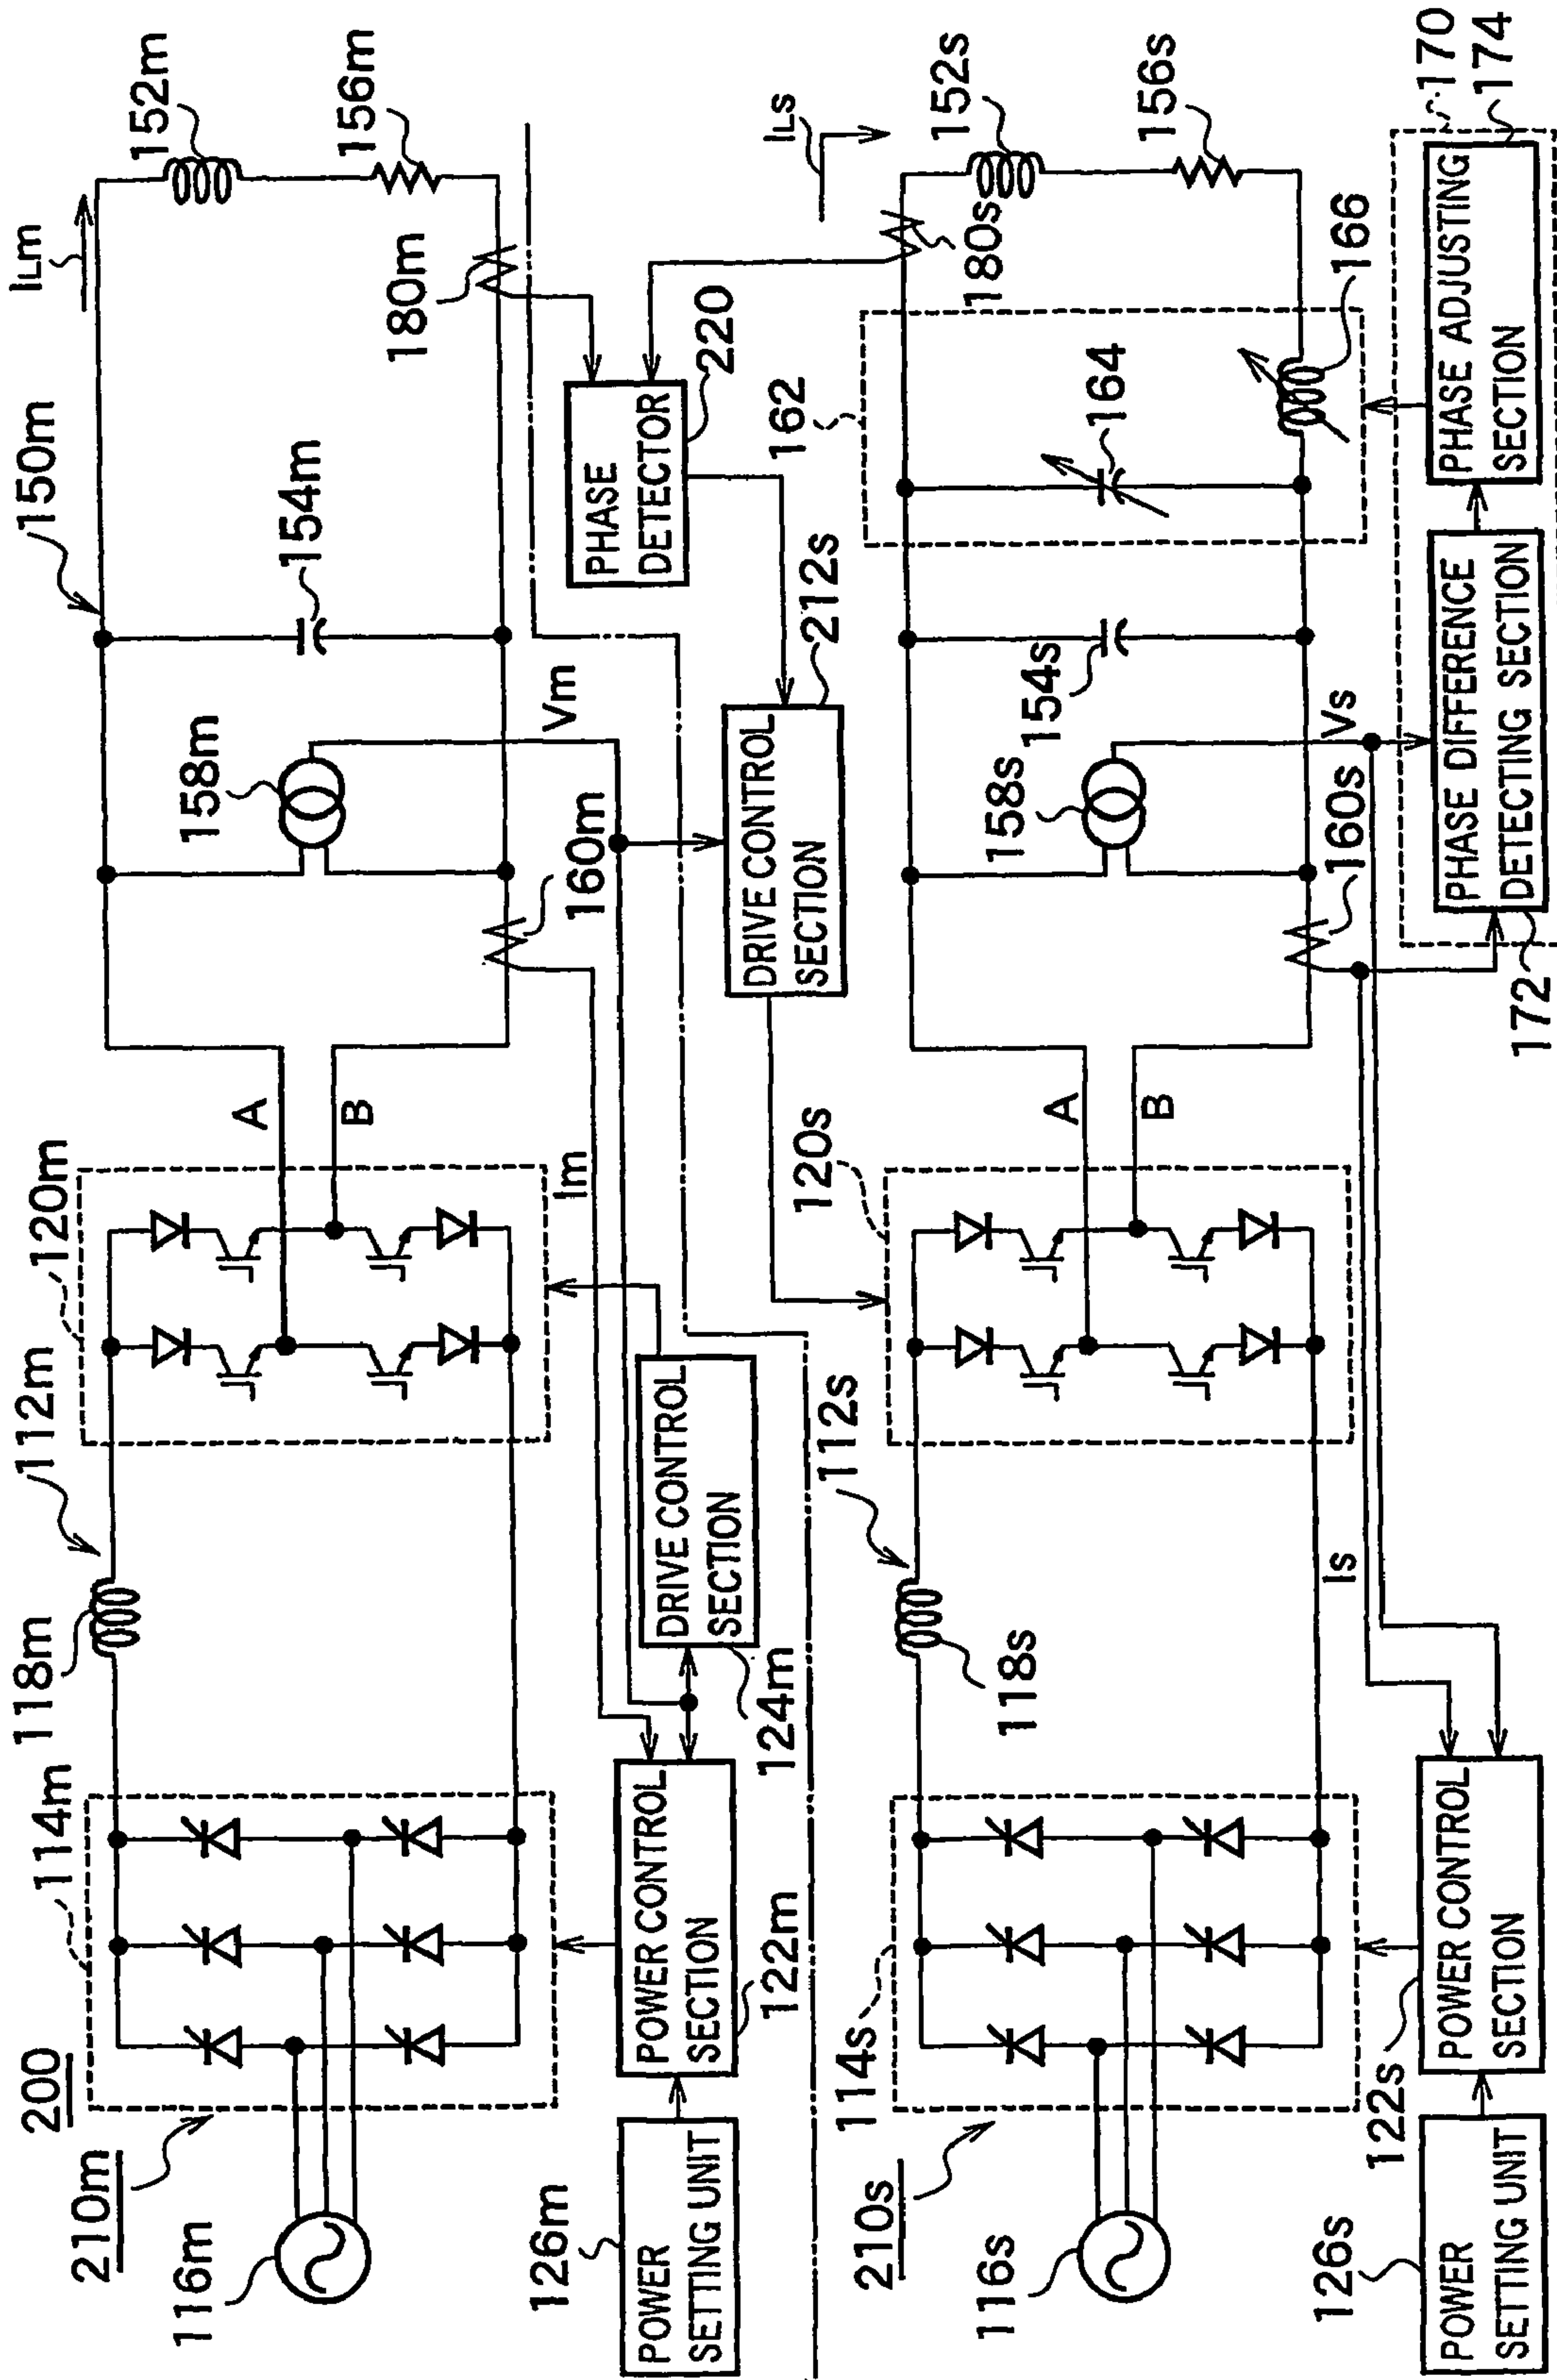 200
210m
116m
114m
118m
112m
120m
A
B
158m
160m
Vm
154m
150m
ILm
152m
156m
180m
Im
126m
POWER
SETTING UNIT
POWER CONTROL
SECTION
122m
DRIVE CONTROL
SECTION
124m
DRIVE CONTROL
SECTION
212s
PHASE
DETECTOR
220
ILs
210s
116s
114s
118s
112s
120s
A
B
158s
160s
Vs
154s
162
164
166
180s
152s
156s
Is
126s
POWER
SETTING UNIT
122s
POWER CONTROL
SECTION
172
PHASE DIFFERENCE
DETECTING SECTION
PHASE ADJUSTING
SECTION
170
174